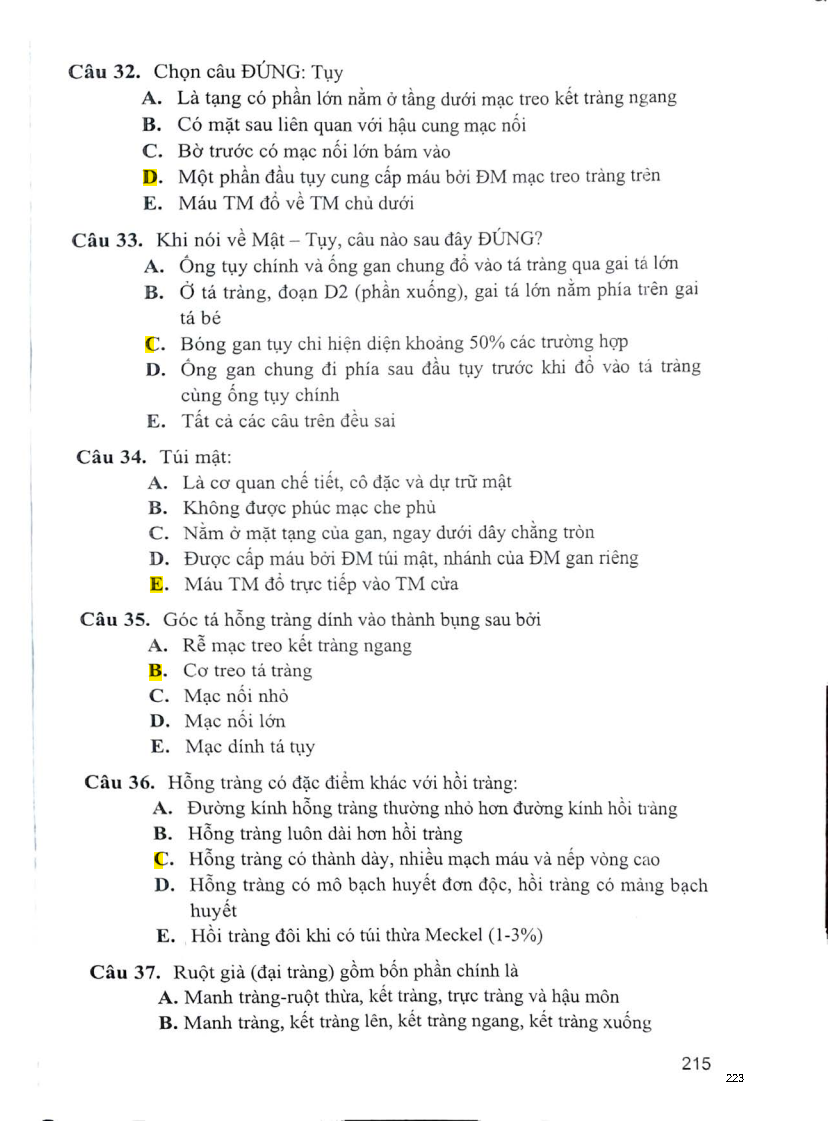 Câu 32. Chọn câu ĐÚNG: Tụy
A. Là tạng có phần lớn nằm ở tầng dưới mạc treo kết tràng ngang
B. Có mặt sau liên quan với hậu cung mạc nối
C. Bờ trước có mạc nối lớn bám vào
D. Một phần đầu tụy cung cấp máu bởi ĐM mạc treo tràng trên
E. Máu TM đổ về TM chủ dưới
Câu 33. Khi nói về Mật – Tụy, câu nào sau đây ĐÚNG?
A. Ống tụy chính và ống gan chung đổ vào tá tràng qua gai tá lớn
B. Ở tá tràng, đoạn D2 (phần xuống), gai tá lớn nằm phía trên gai
tá bé
C. Bóng gan tụy chỉ hiện diện khoảng 50% các trường hợp
D. Ống gan chung đi phía sau đầu tụy trước khi đổ vào tá tràng
cùng ống tụy chính
E. Tất cả các câu trên đều sai
Câu 34. Túi mật:
A. Là cơ quan chế tiết, cô đặc và dự trữ mật
B. Không được phúc mạc che phủ
C. Nằm ở mặt tạng của gan, ngay dưới dây chằng tròn
D. Được cấp máu bởi ĐM túi mật, nhánh của ĐM gan riêng
E. Máu TM đổ trực tiếp vào TM cửa
Câu 35. Góc tá hỗng tràng dính vào thành bụng sau bởi
A. Rễ mạc treo kết tràng ngang
B. Cơ treo tá tràng
C. Mạc nối nhỏ
D. Mạc nối lớn
E. Mạc dính tá tụy
Câu 36. Hỗng tràng có đặc điểm khác với hồi tràng:
A. Đường kính hỗng tràng thường nhỏ hơn đường kính hồi tràng
B. Hỗng tràng luôn dài hơn hồi tràng
C. Hỗng tràng có thành dày, nhiều mạch máu và nếp vòng cao
D. Hỗng tràng có mô bạch huyết đơn độc, hồi tràng có mảng bạch
huyết
E. Hồi tràng đôi khi có túi thừa Meckel (1-3%)
Câu 37. Ruột già (đại tràng) gồm bốn phần chính là
A. Manh tràng-ruột thừa, kết tràng, trực tràng và hậu môn
B. Manh tràng, kết tràng lên, kết tràng ngang, kết tràng xuống
215
223